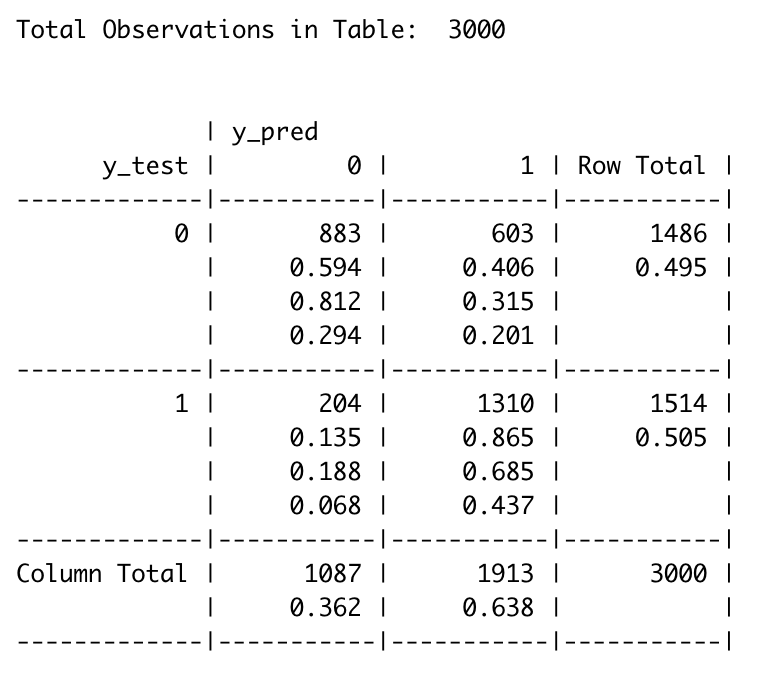 Total Observations in Table:  3000
             | y_pred
      y_test |         0 |         1 | Row Total |
-------------|-----------|-----------|-----------|
           0 |       883 |       603 |      1486 |
             |     0.594 |     0.406 |     0.495 |
             |     0.812 |     0.315 |           |
             |     0.294 |     0.201 |           |
-------------|-----------|-----------|-----------|
           1 |       204 |      1310 |      1514 |
             |     0.135 |     0.865 |     0.505 |
             |     0.188 |     0.685 |           |
             |     0.068 |     0.437 |           |
-------------|-----------|-----------|-----------|
Column Total |      1087 |      1913 |      3000 |
             |     0.362 |     0.638 |           |
-------------|-----------|-----------|-----------|